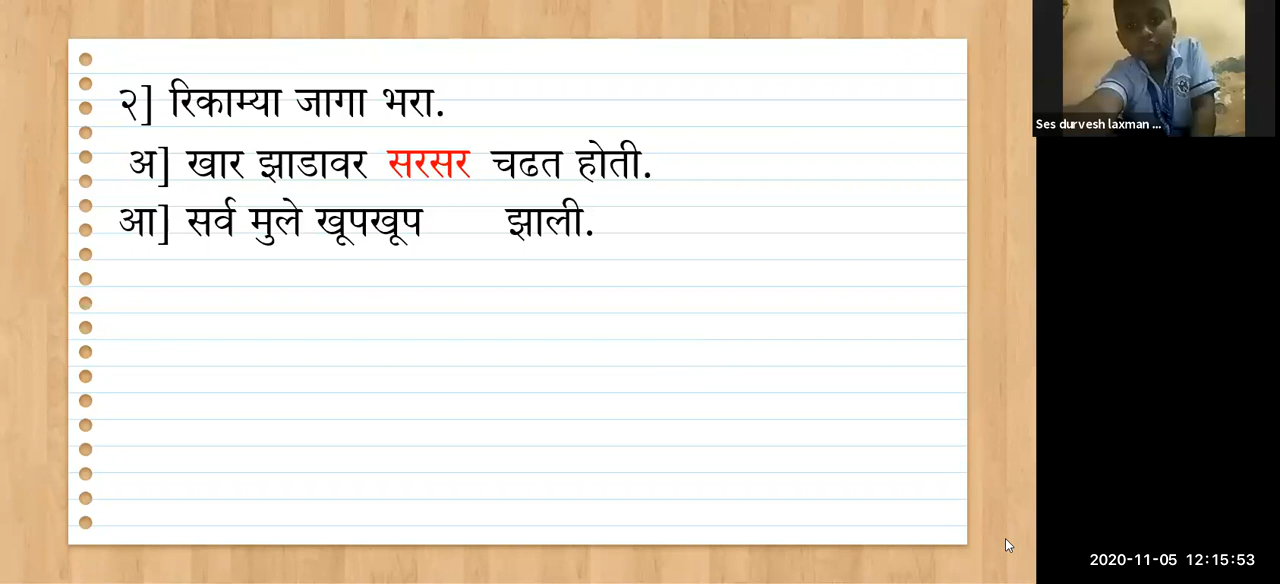 २] रिकाम्या जागा भरा.
अ] खार झाडावर सरसर चढत होती.
आ] सर्व मुले खूपखूप झाली.
Ses durvesh laxman ...
2020-11-05 12:15:53